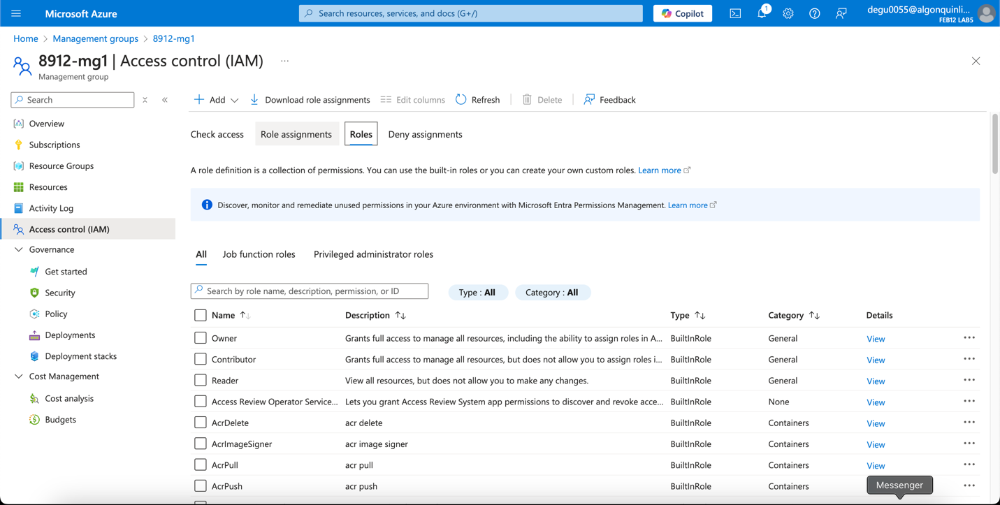 Microsoft Azure
Search resources, services, and docs (G+/)
Copilot
1
degu0055@algonquinli...
FEB12 LAB5
Home > Management groups > 8912-mg1
8912-mg1 | Access control (IAM) ...
Management group
Search
Add
Download role assignments
Edit columns
Refresh
Delete
Feedback
Overview
Subscriptions
Resource Groups
Resources
Activity Log
Access control (IAM)
Governance
Get started
Security
Policy
Deployments
Deployment stacks
Cost Management
Cost analysis
Budgets
Check access Role assignments Roles Deny assignments
A role definition is a collection of permissions. You can use the built-in roles or you can create your own custom roles. Learn more
Discover, monitor and remediate unused permissions in your Azure environment with Microsoft Entra Permissions Management. Learn more
All Job function roles Privileged administrator roles
Search by role name, description, permission, or ID Type : All Category : All
Name Description Type Category Details
Owner Grants full access to manage all resources, including the ability to assign roles in A... BuiltInRole General View
Contributor Grants full access to manage all resources, but does not allow you to assign roles i... BuiltInRole General View
Reader View all resources, but does not allow you to make any changes. BuiltInRole General View
Access Review Operator Service... Lets you grant Access Review System app permissions to discover and revoke acce... BuiltInRole None View
AcrDelete acr delete BuiltInRole Containers View
AcrImageSigner acr image signer BuiltInRole Containers View
AcrPull acr pull BuiltInRole Containers View
AcrPush acr push BuiltInRole Containers
Messenger